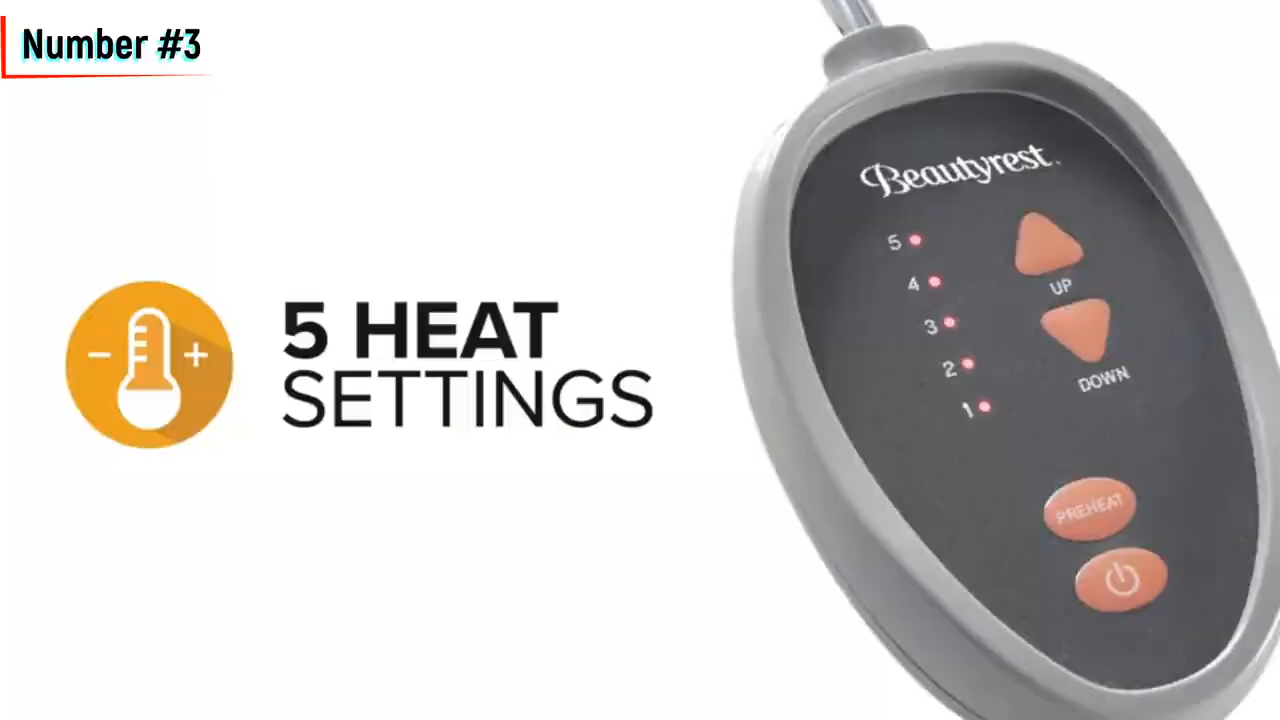 Number #3
5 HEAT
SETTINGS
Beautyrest
5
4
3
2
1
UP
DOWN
PREHEAT